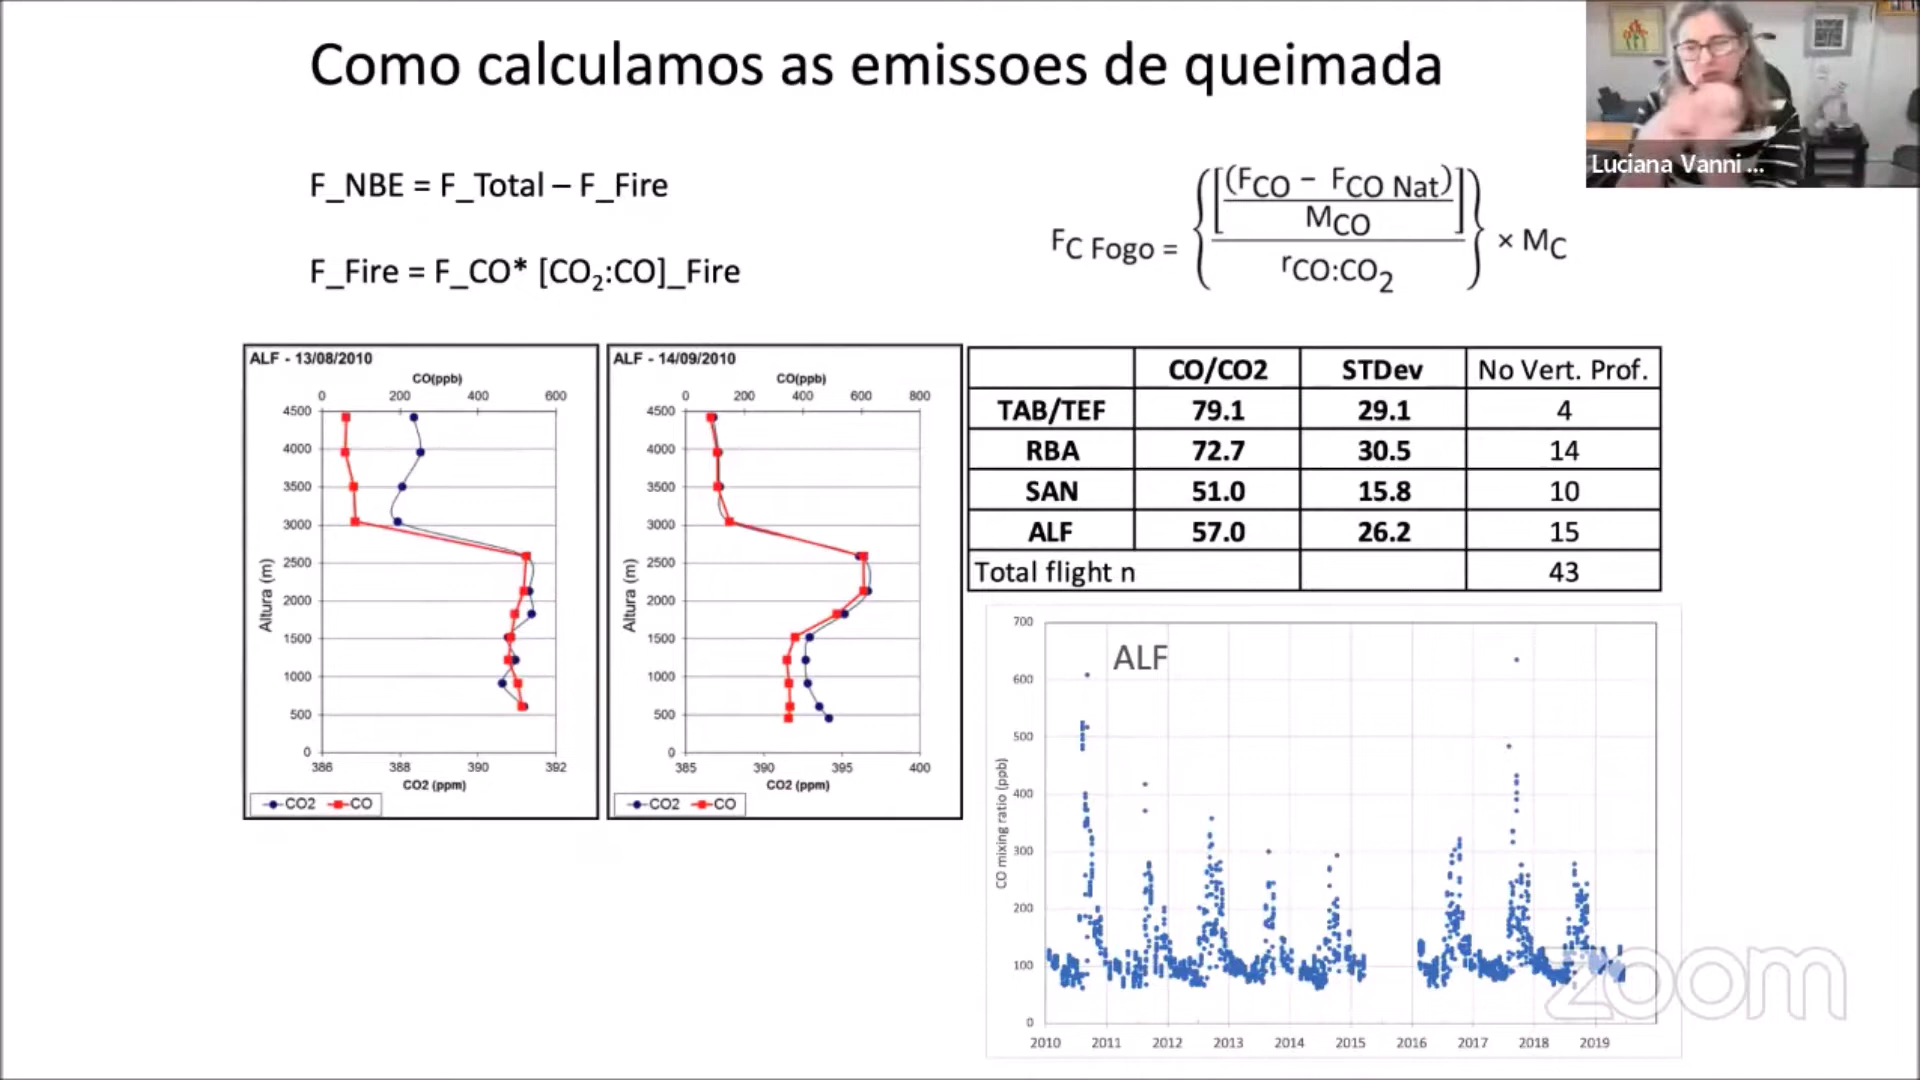 Como calculamos as emissoes de queimada
Luciana Vanni ...
F_NBE = F_Total – F_Fire
F_Fire = F_CO* [CO₂:CO]_Fire
F_C Fogo = { [ (F_CO − F_CO Nat) / M_CO ] / r_CO:CO₂ } × M_C
ALF - 13/08/2010
CO(ppb)
0 200 400 600
4500
4000
3500
3000
2500
2000
1500
1000
500
0
Altura (m)
386 388 390 392
CO2 (ppm)
CO2 CO
ALF - 14/09/2010
CO(ppb)
0 200 400 600 800
4500
4000
3500
3000
2500
2000
1500
1000
500
0
Altura (m)
385 390 395 400
CO2 (ppm)
CO2 CO
CO/CO2 STDev No Vert. Prof.
TAB/TEF 79.1 29.1 4
RBA 72.7 30.5 14
SAN 51.0 15.8 10
ALF 57.0 26.2 15
Total flight n 43
ALF
700
600
500
400
300
200
100
0
CO mixing ratio (ppb)
2010 2011 2012 2013 2014 2015 2016 2017 2018 2019
zoom